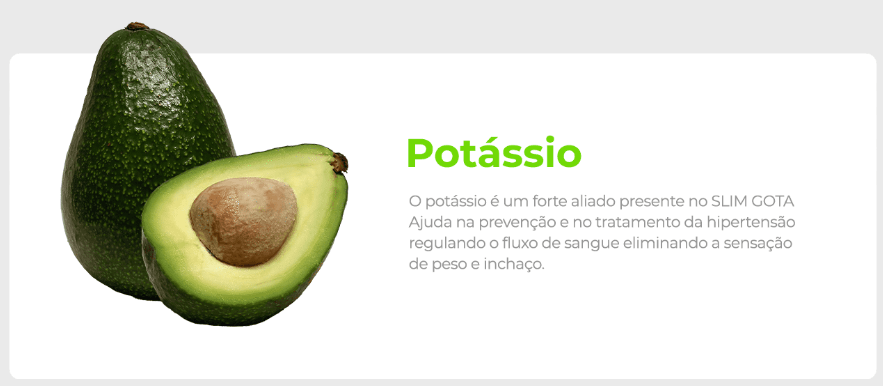 Potássio
O potássio é um forte aliado presente no SLIM GOTA
Ajuda na prevenção e no tratamento da hipertensão
regulando o fluxo de sangue eliminando a sensação
de peso e inchaço.